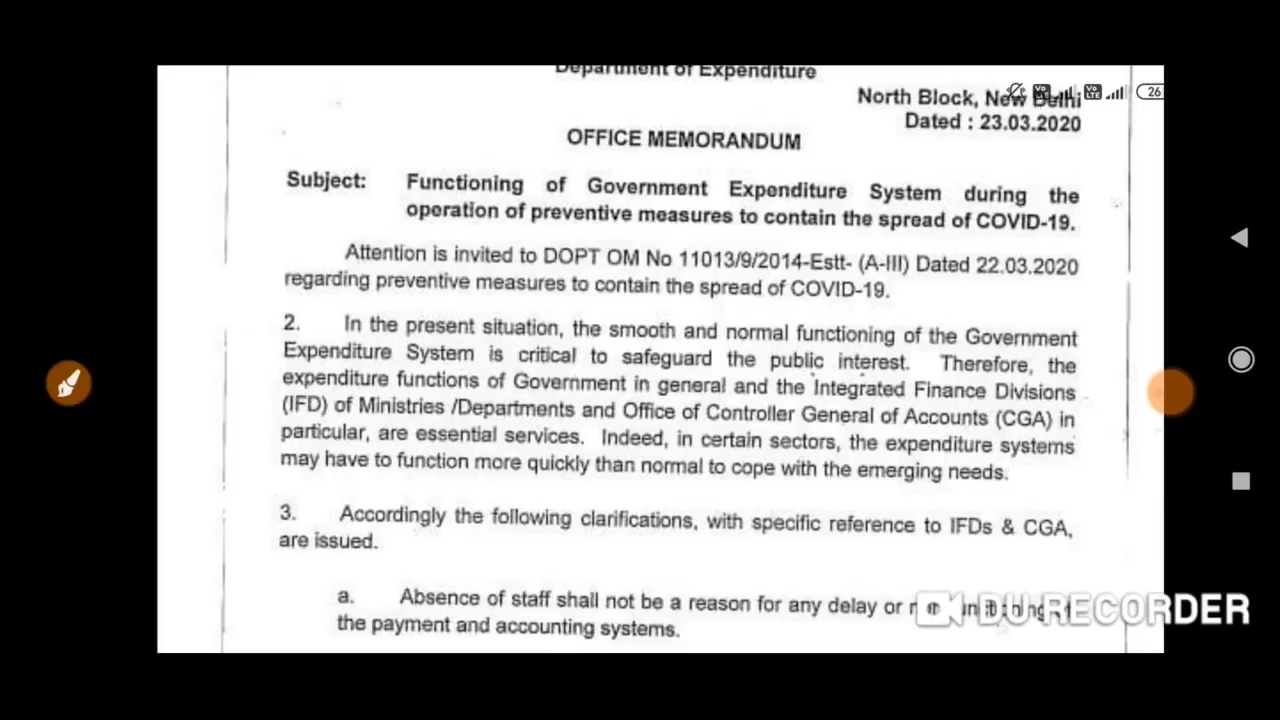 Department of Expenditure
North Block, New Delhi
26
Dated : 23.03.2020
OFFICE MEMORANDUM
Subject: Functioning of Government Expenditure System during the
operation of preventive measures to contain the spread of COVID-19.
Attention is invited to DOPT OM No 11013/9/2014-Estt- (A-III) Dated 22.03.2020
regarding preventive measures to contain the spread of COVID-19.
2. In the present situation, the smooth and normal functioning of the Government
Expenditure System is critical to safeguard the public interest. Therefore, the
expenditure functions of Government in general and the Integrated Finance Divisions
(IFD) of Ministries /Departments and Office of Controller General of Accounts (CGA) in
particular, are essential services. Indeed, in certain sectors, the expenditure systems
may have to function more quickly than normal to cope with the emerging needs.
3. Accordingly the following clarifications, with specific reference to IFDs & CGA,
are issued.
a. Absence of staff shall not be a reason for any delay or
the payment and accounting systems.
DU RECORDER